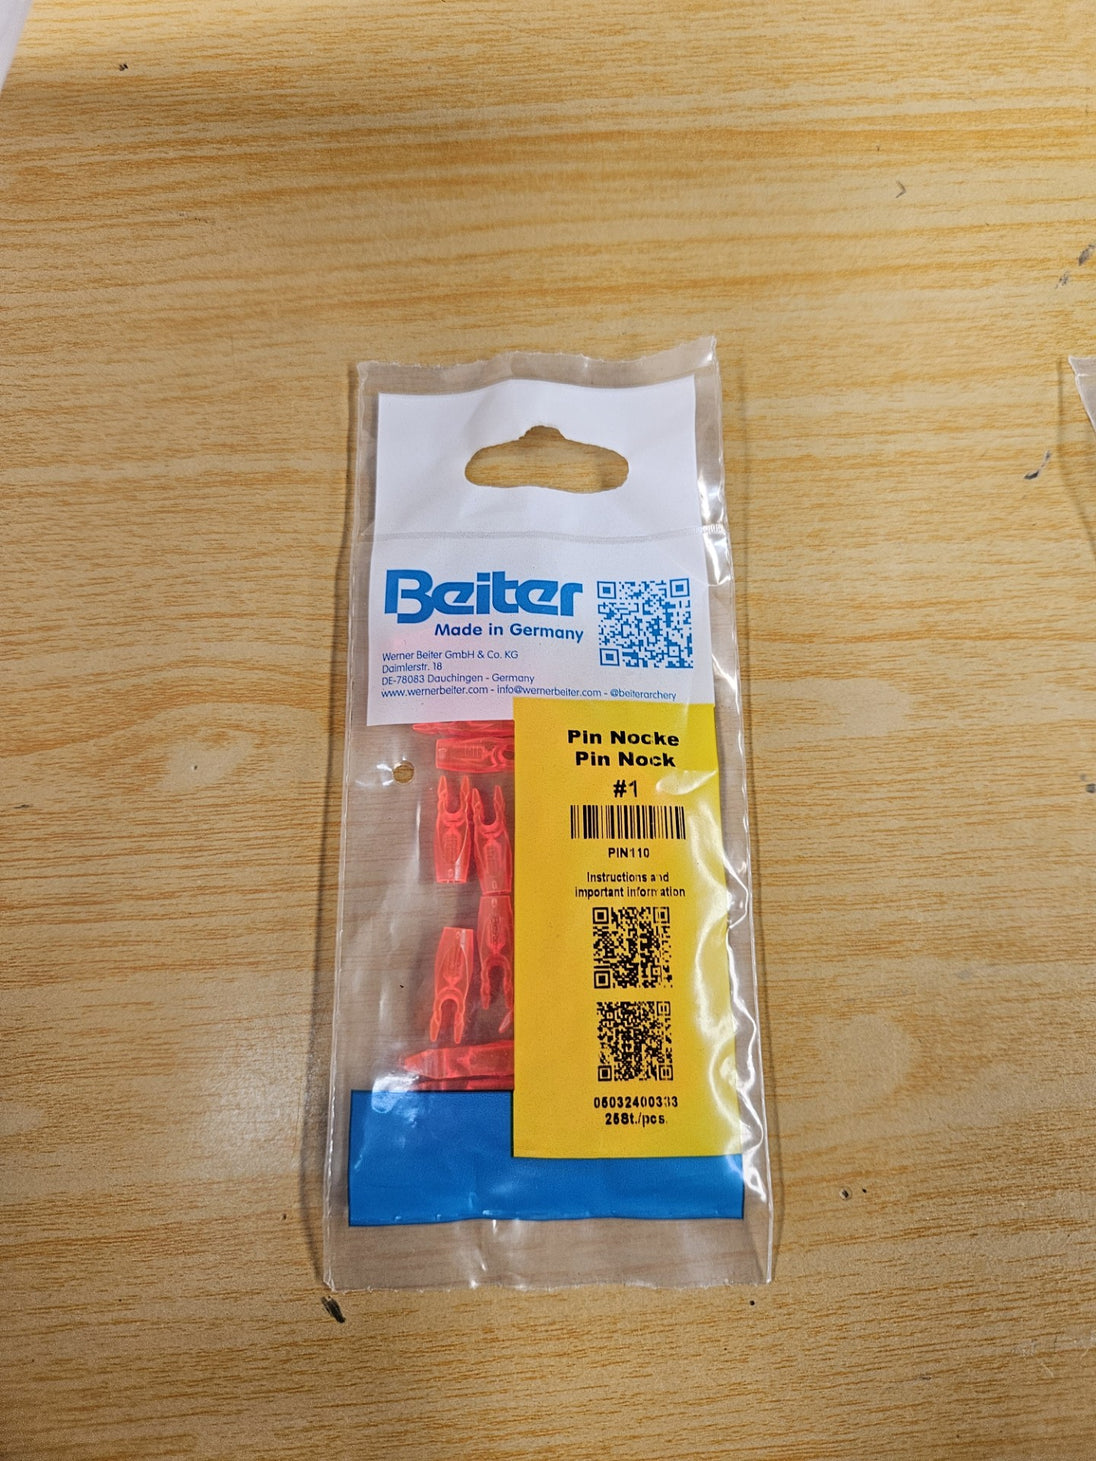 Beiter
Made in Germany
Werner Beiter GmbH & Co. KG
Daimlerstr. 18
DE-78083 Dauchingen - Germany
www.wernerbeiter.com - info@wernerbeiter.com - @beiterarchery
Pin Nocke
Pin Nock
#1
PIN110
Instructions and
important information
06032400333
25St./pcs.